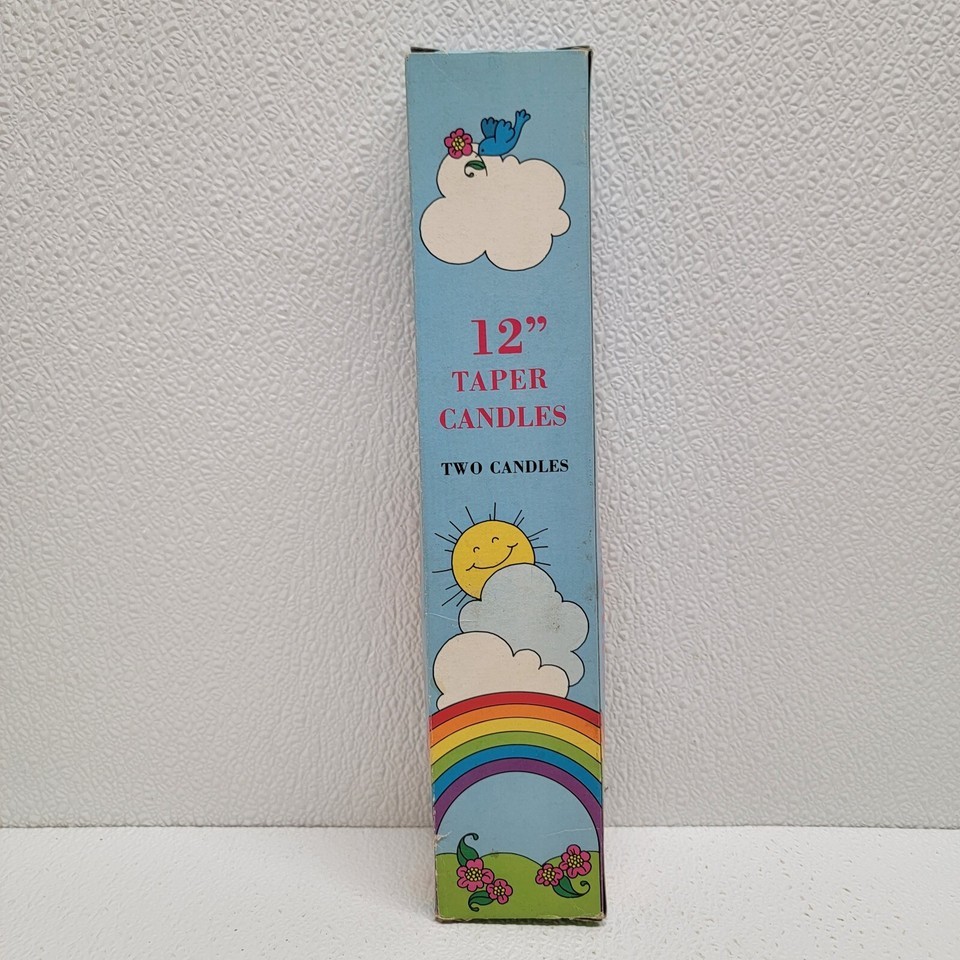 12”
TAPER
CANDLES
TWO CANDLES